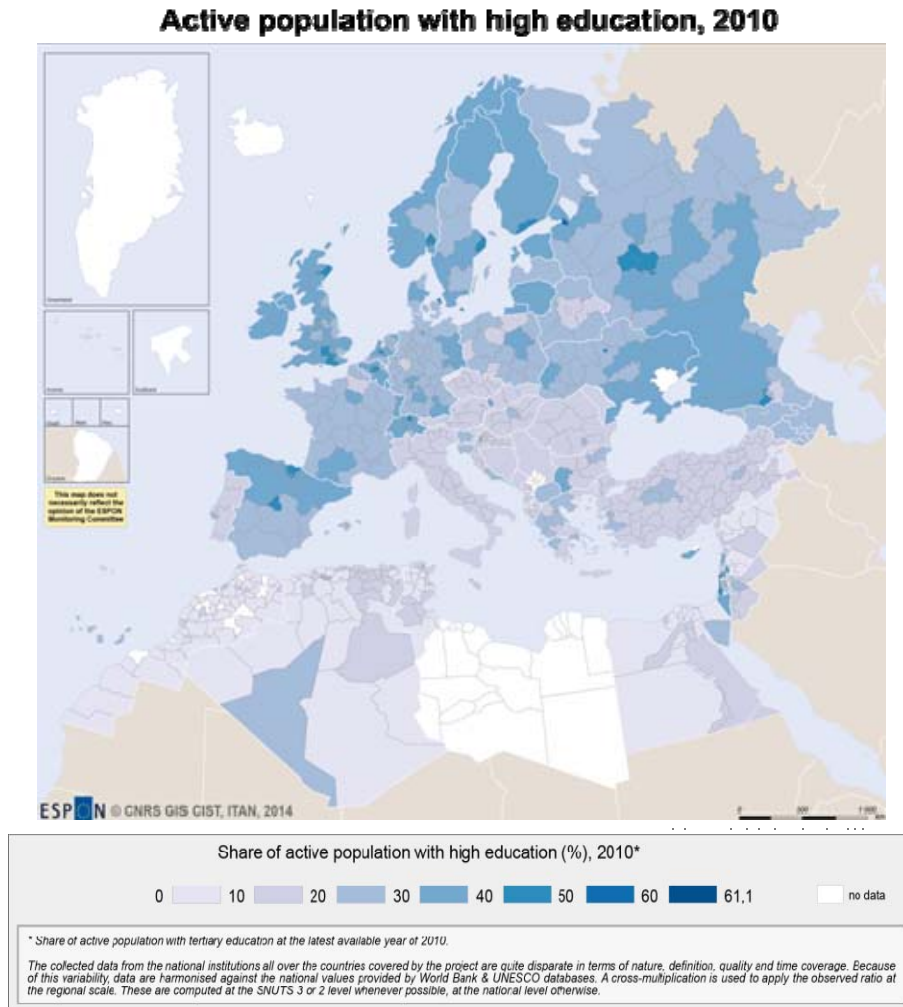 Active population with high education, 2010
Greenland
This map does not
necessarily reflect the
opinion of the ESPON
Monitoring Committee
ESPON © CNRS GIS CIST, ITAN, 2014
0 500 1 000
Share of active population with high education (%), 2010*
0 10 20 30 40 50 60 61,1 no data
* Share of active population with tertiary education at the latest available year of 2010.
The collected data from the national institutions all over the countries covered by the project are quite disparate in terms of nature, definition, quality and time coverage. Because
of this variability, data are harmonised against the national values provided by World Bank & UNESCO databases. A cross-multiplication is used to apply the observed ratio at
the regional scale. These are computed at the SNUTS 3 or 2 level whenever possible, at the national level otherwise.